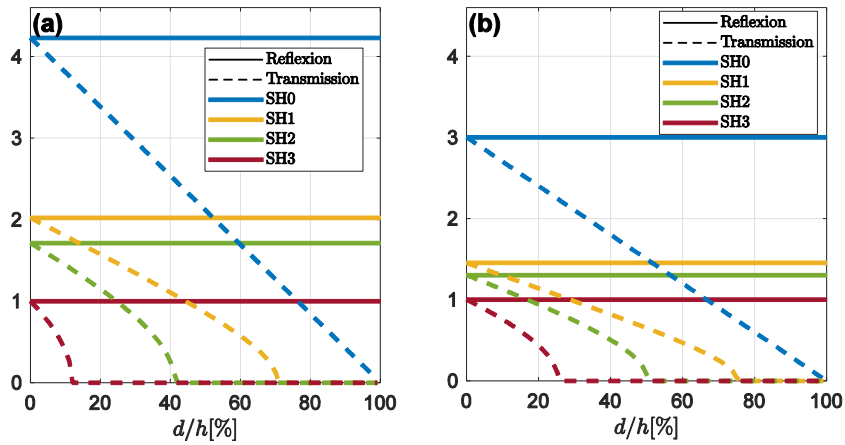 (a)
Reflexion
Transmission
SH0
SH1
SH2
SH3
4
3
2
1
0
0 20 40 60 80 100
d/h[%]
(b)
Reflexion
Transmission
SH0
SH1
SH2
SH3
4
3
2
1
0
0 20 40 60 80 100
d/h[%]